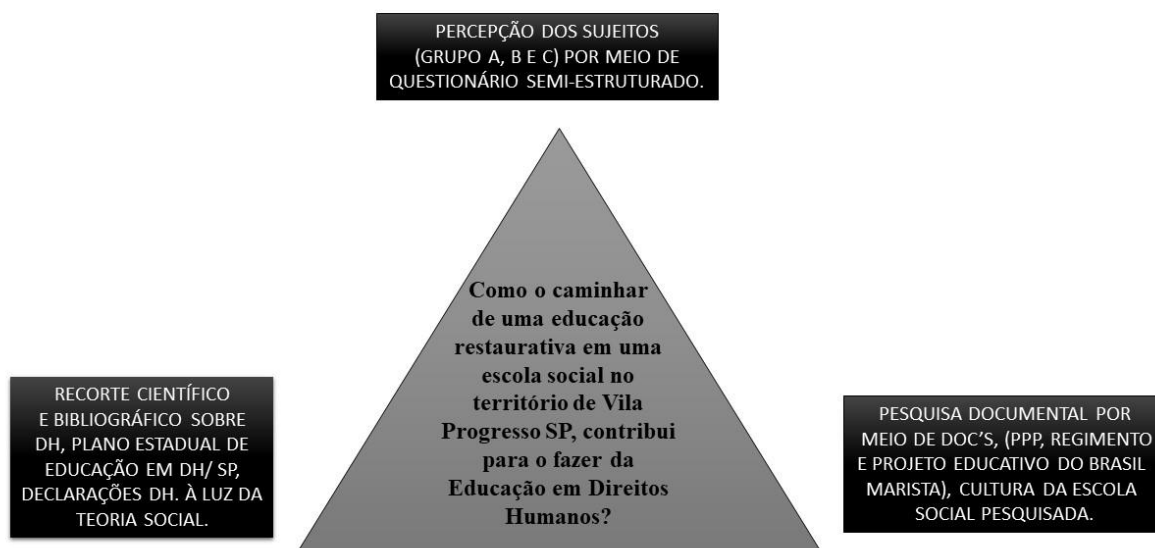 PERCEPÇÃO DOS SUJEITOS
(GRUPO A, B E C) POR MEIO DE
QUESTIONÁRIO SEMI-ESTRUTURADO.
Como o caminhar
de uma educação
restaurativa em uma
escola social no
território de Vila
Progresso SP, contribui
para o fazer da
Educação em Direitos
Humanos?
RECORTE CIENTÍFICO
E BIBLIOGRÁFICO SOBRE
DH, PLANO ESTADUAL DE
EDUCAÇÃO EM DH/ SP,
DECLARAÇÕES DH. À LUZ DA
TEORIA SOCIAL.
PESQUISA DOCUMENTAL POR
MEIO DE DOC'S, (PPP, REGIMENTO
E PROJETO EDUCATIVO DO BRASIL
MARISTA), CULTURA DA ESCOLA
SOCIAL PESQUISADA.